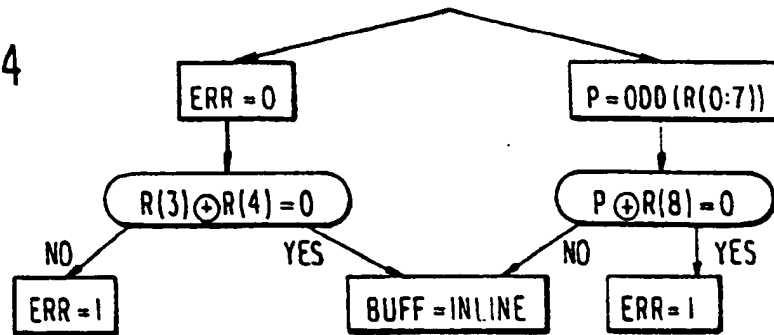 4
ERR = 0
P = ODD (R(0:7))
R(3) ⊕ R(4) = 0
P ⊕ R(8) = 0
NO
YES
NO
YES
ERR = 1
BUFF = INLINE
ERR = 1